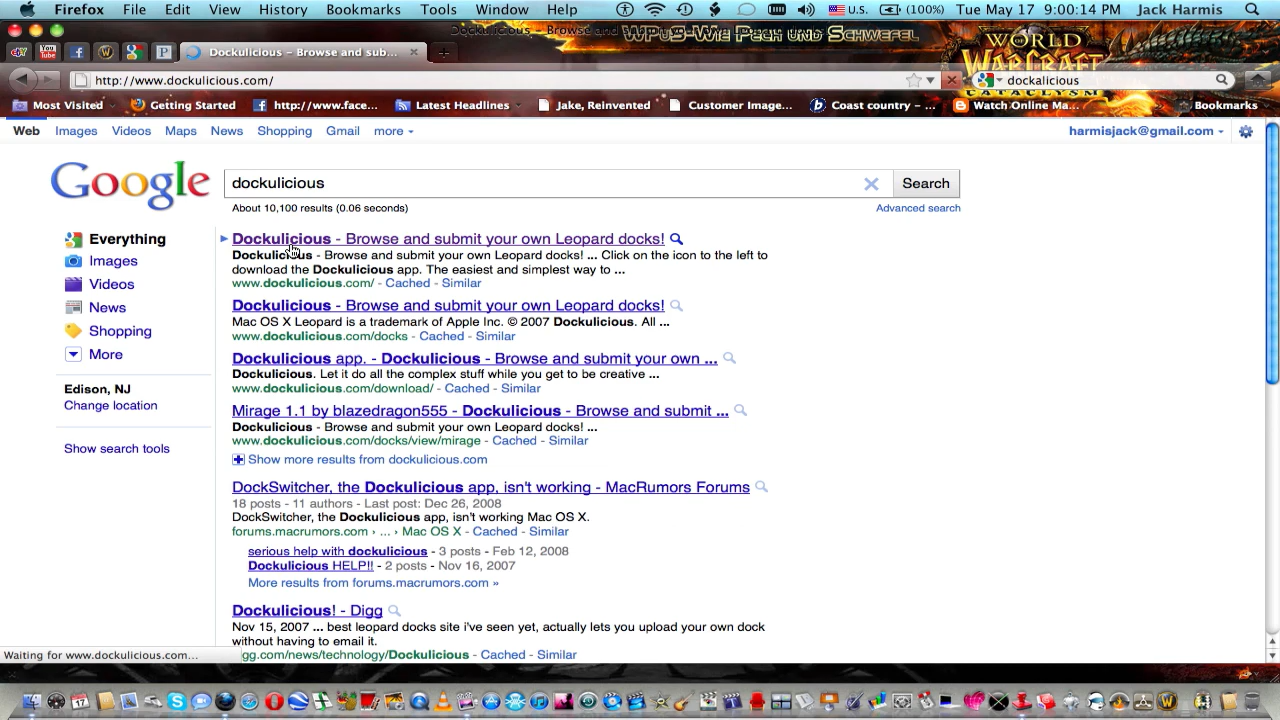 Firefox File Edit View History Bookmarks Tools Window Help U.S. (100%) Tue May 17 9:00:14 PM Jack Harmis
WPuS-Wie Pech und Schwefel
World of Warcraft
Cataclysm
Dockulicious – Browse and sub...
http://www.dockulicious.com/ dockalicious
Most Visited Getting Started http://www.face... Latest Headlines Jake, Reinvented Customer Image... Coast country – ... Watch Online Ma... Bookmarks
Web Images Videos Maps News Shopping Gmail more harmisjack@gmail.com
Google dockulicious Search
About 10,100 results (0.06 seconds) Advanced search
Everything
Images
Videos
News
Shopping
More
Edison, NJ
Change location
Show search tools
Dockulicious - Browse and submit your own Leopard docks!
Dockulicious - Browse and submit your own Leopard docks! ... Click on the icon to the left to
download the Dockulicious app. The easiest and simplest way to ...
www.dockulicious.com/ - Cached - Similar
Dockulicious - Browse and submit your own Leopard docks!
Mac OS X Leopard is a trademark of Apple Inc. © 2007 Dockulicious. All ...
www.dockulicious.com/docks - Cached - Similar
Dockulicious app. - Dockulicious - Browse and submit your own ...
Dockulicious. Let it do all the complex stuff while you get to be creative ...
www.dockulicious.com/download/ - Cached - Similar
Mirage 1.1 by blazedragon555 - Dockulicious - Browse and submit ...
Dockulicious - Browse and submit your own Leopard docks! ...
www.dockulicious.com/docks/view/mirage - Cached - Similar
Show more results from dockulicious.com
DockSwitcher, the Dockulicious app, isn't working - MacRumors Forums
18 posts - 11 authors - Last post: Dec 26, 2008
DockSwitcher, the Dockulicious app, isn't working Mac OS X.
forums.macrumors.com › ... › Mac OS X - Cached - Similar
serious help with dockulicious - 3 posts - Feb 12, 2008
Dockulicious HELP!! - 2 posts - Nov 16, 2007
More results from forums.macrumors.com »
Dockulicious! - Digg
Nov 15, 2007 ... best leopard docks site i've seen yet, actually lets you upload your own dock
without having to email it.
gg.com/news/technology/Dockulicious - Cached - Similar
Waiting for www.dockulicious.com...